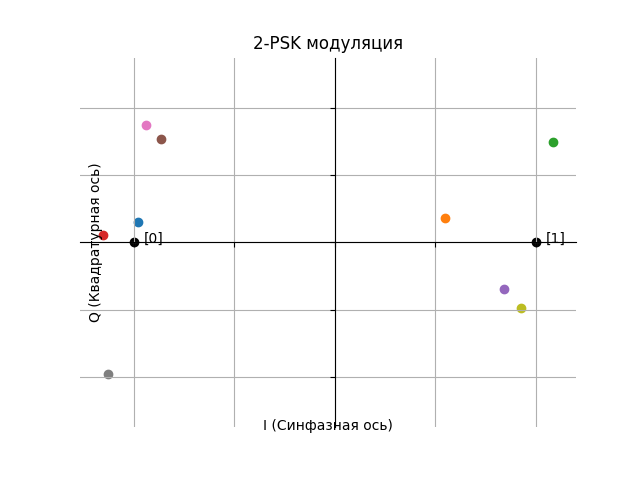 2-PSK модуляция
Q (Квадратурная ось)
[0]
[1]
I (Синфазная ось)